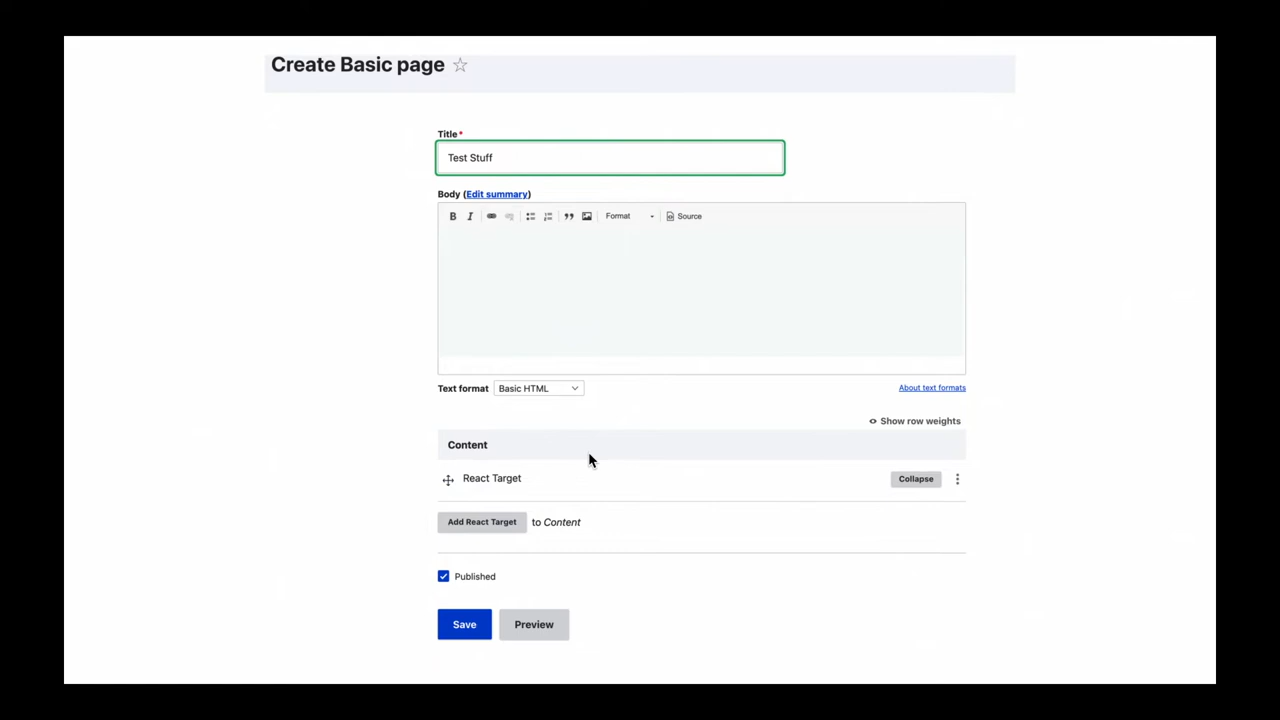 Create Basic page
Title*
Test Stuff
Body (Edit summary)
B I Format Source
Text format Basic HTML About text formats
Show row weights
Content
React Target Collapse
Add React Target to Content
Published
Save Preview